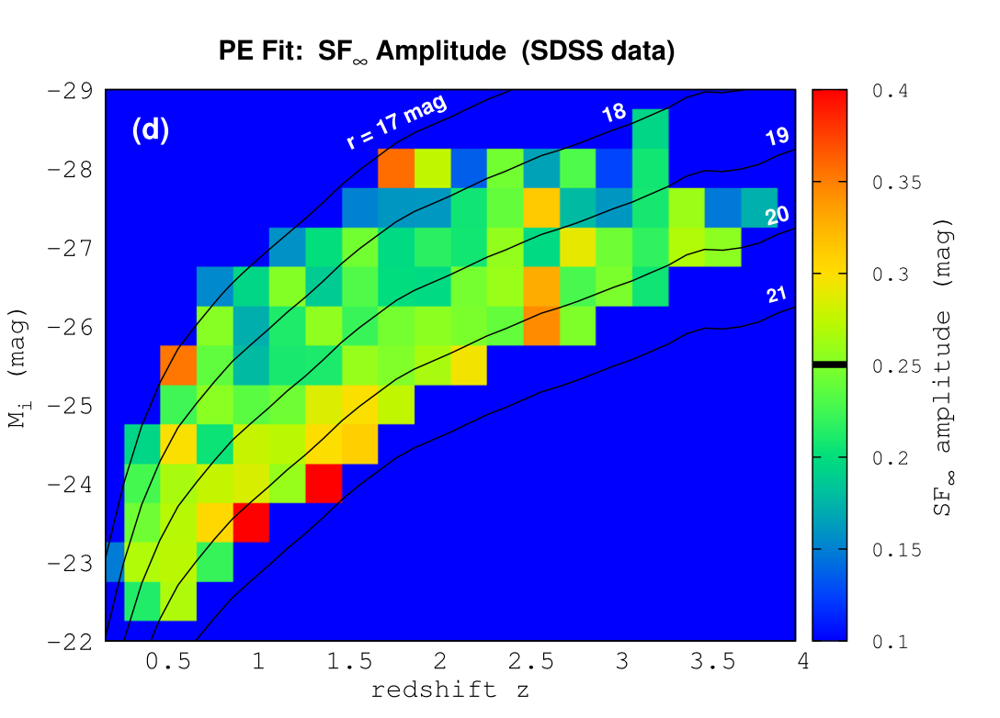 PE Fit: SF∞ Amplitude (SDSS data)
(d)
r = 17 mag
18
19
20
21
−29
−28
−27
−26
−25
−24
−23
−22
M_i (mag)
0.5 1 1.5 2 2.5 3 3.5 4
redshift z
0.4
0.35
0.3
0.25
0.2
0.15
0.1
SF∞ amplitude (mag)